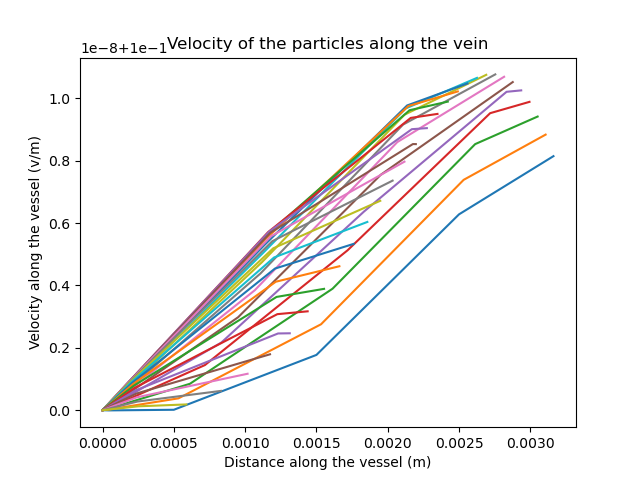 Velocity of the particles along the vein
1e−8+1e−1
1.0
0.8
0.6
0.4
0.2
0.0
Velocity along the vessel (v/m)
0.0000 0.0005 0.0010 0.0015 0.0020 0.0025 0.0030
Distance along the vessel (m)